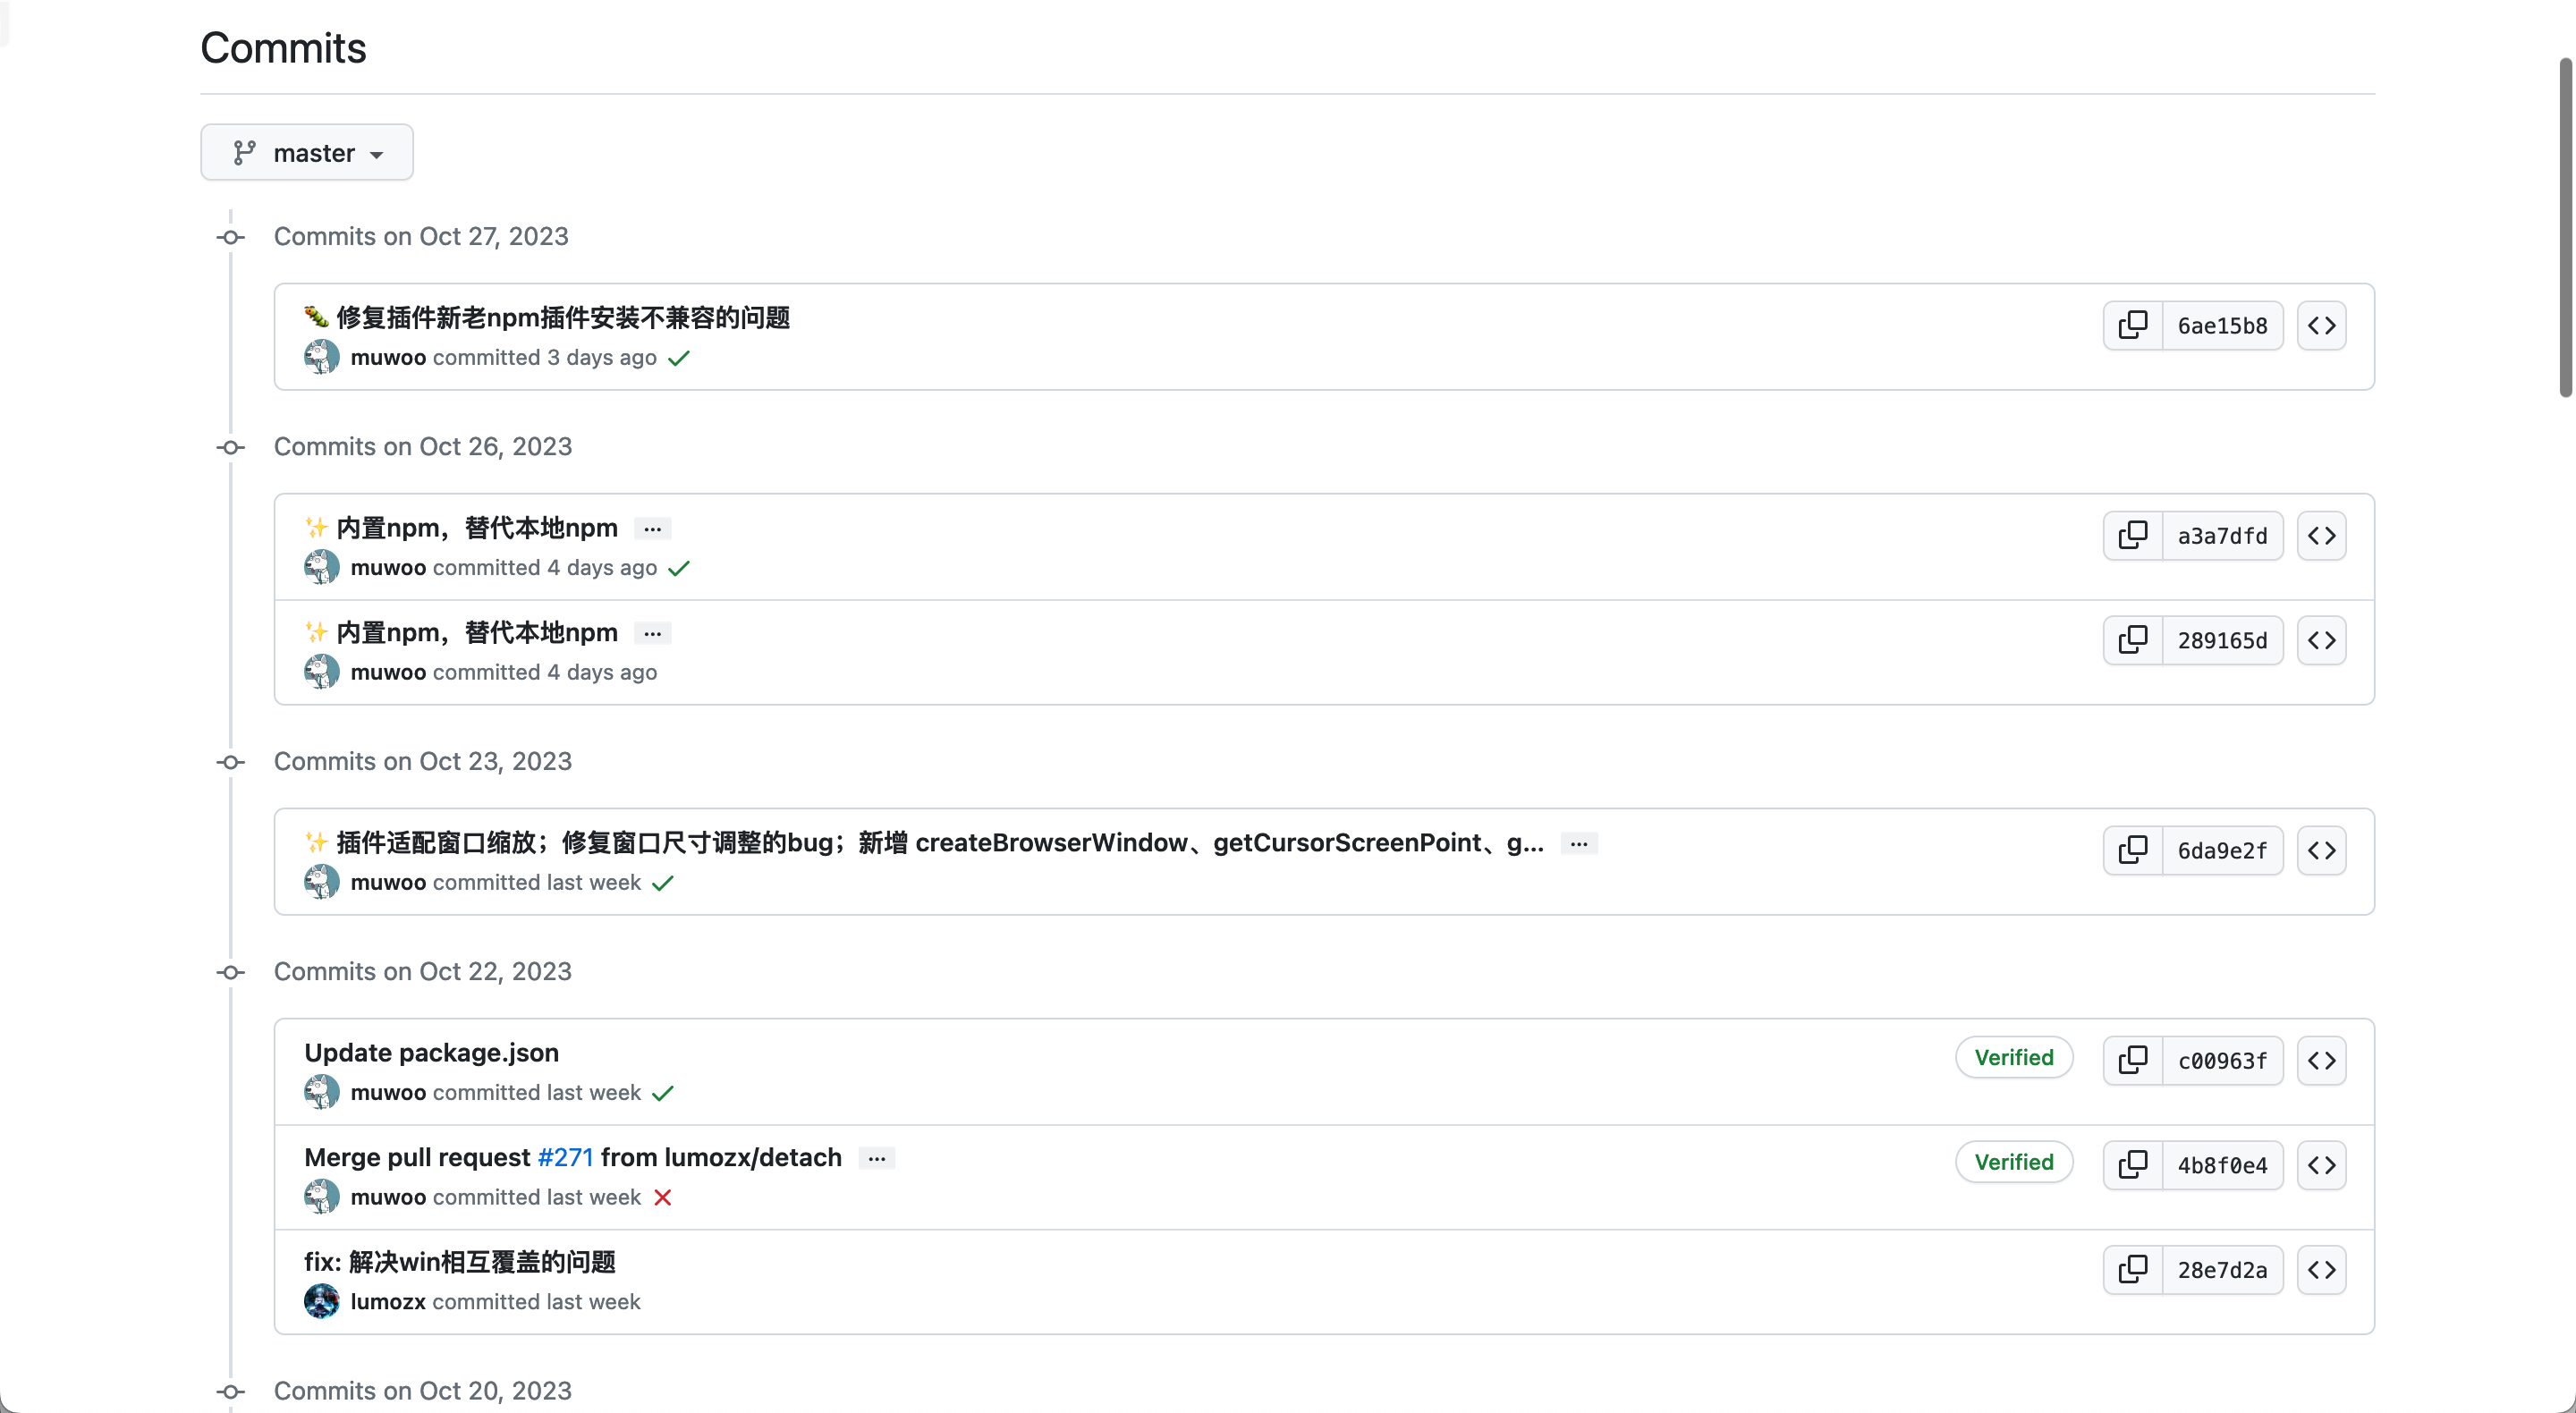 Commits
master
Commits on Oct 27, 2023
🐛 修复插件新老npm插件安装不兼容的问题
6ae15b8
muwoo committed 3 days ago
Commits on Oct 26, 2023
✨ 内置npm，替代本地npm ...
a3a7dfd
muwoo committed 4 days ago
✨ 内置npm，替代本地npm ...
289165d
muwoo committed 4 days ago
Commits on Oct 23, 2023
✨ 插件适配窗口缩放；修复窗口尺寸调整的bug；新增 createBrowserWindow、getCursorScreenPoint、g... ...
6da9e2f
muwoo committed last week
Commits on Oct 22, 2023
Update package.json
Verified
c00963f
muwoo committed last week
Merge pull request #271 from lumozx/detach ...
Verified
4b8f0e4
muwoo committed last week
fix: 解决win相互覆盖的问题
28e7d2a
lumozx committed last week
Commits on Oct 20, 2023